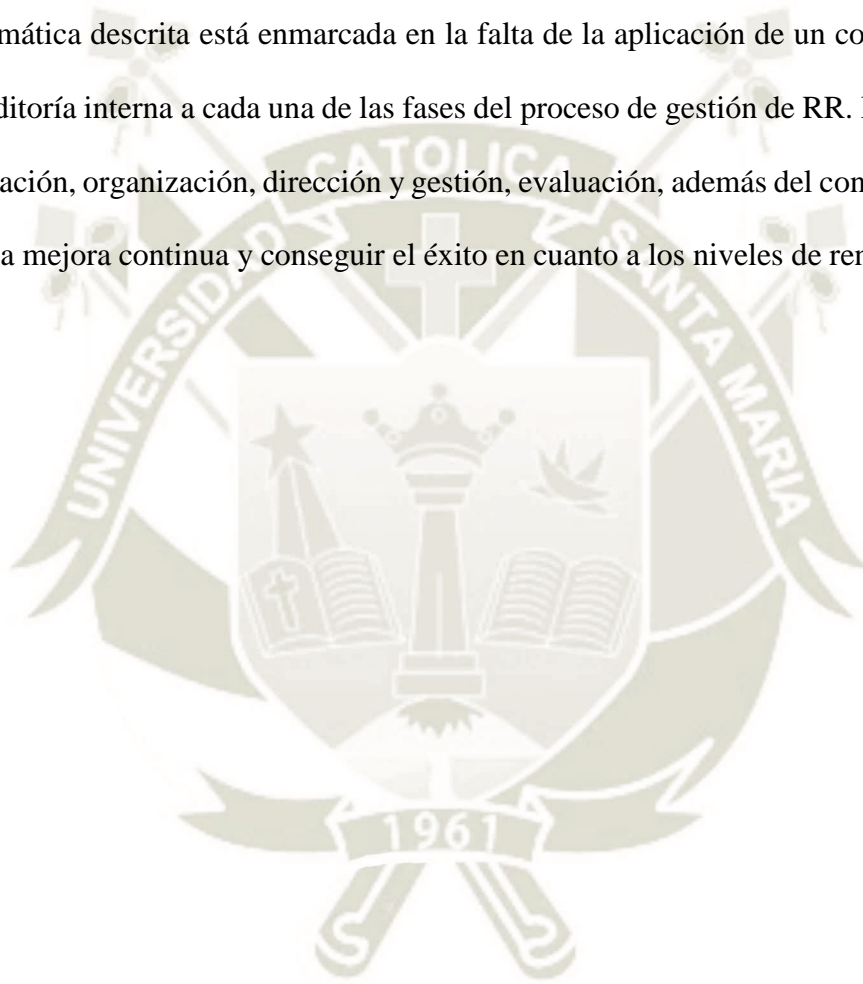 mática descrita está enmarcada en la falta de la aplicación de un co
ditoría interna a cada una de las fases del proceso de gestión de RR.
ación, organización, dirección y gestión, evaluación, además del con
a mejora continua y conseguir el éxito en cuanto a los niveles de ren
UNIVERSIDAD CATOLICA SANTA MARIA
1961